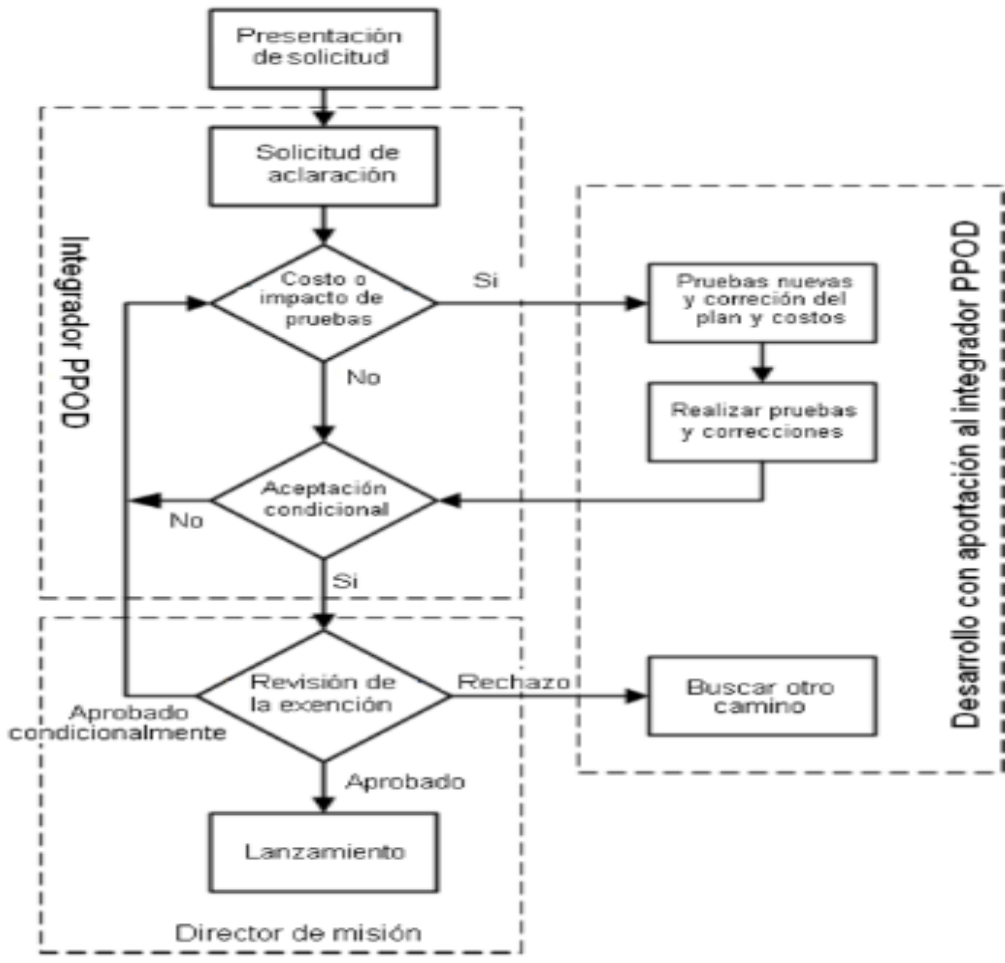 Presentación
de solicitud
Solicitud de
aclaración
Integrador PPOD
Costo o
impacto de
pruebas
Si
No
Pruebas nuevas
y correción del
plan y costos
Realizar pruebas
y correcciones
Desarrollo con aportación al integrador PPOD
Aceptación
condicional
No
Si
Revisión de
la exención
Rechazo
Buscar otro
camino
Aprobado
condicionalmente
Aprobado
Lanzamiento
Director de misión